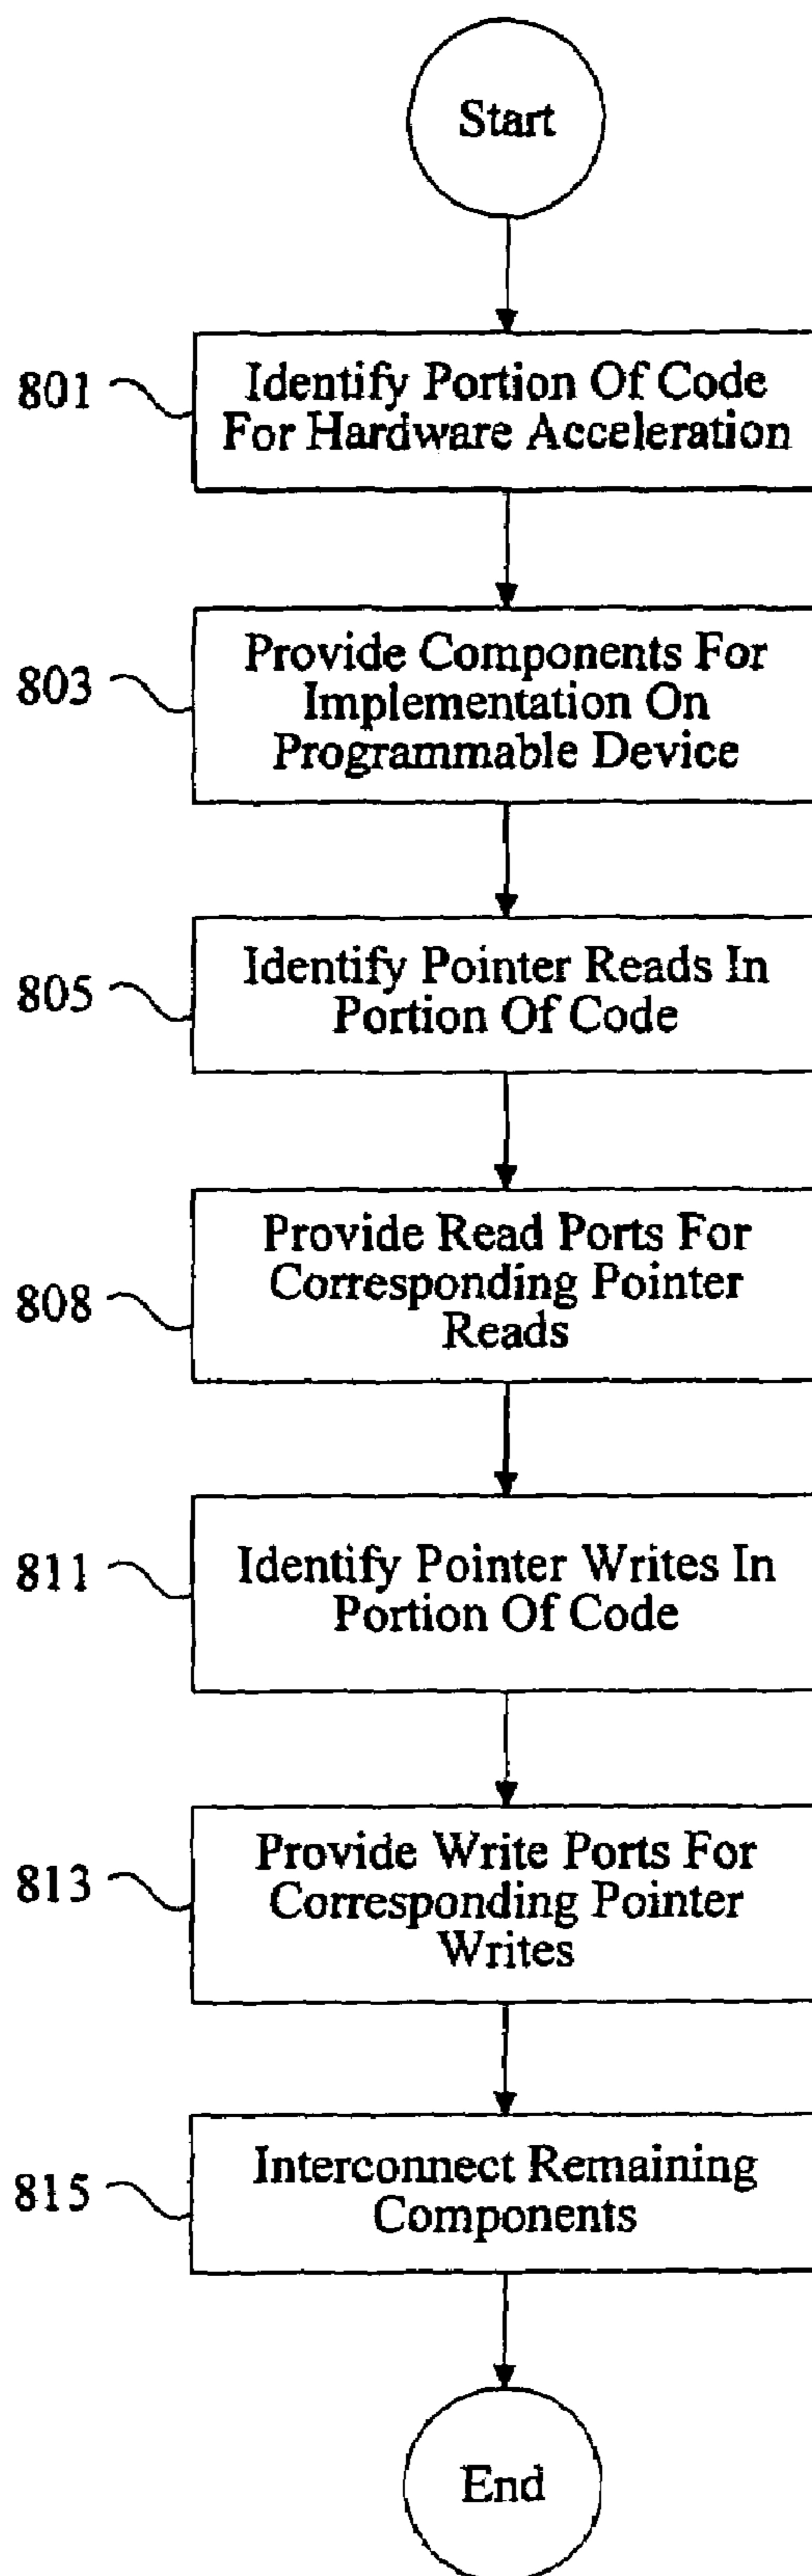 Start
801
Identify Portion Of Code
For Hardware Acceleration
803
Provide Components For
Implementation On
Programmable Device
805
Identify Pointer Reads In
Portion Of Code
808
Provide Read Ports For
Corresponding Pointer
Reads
811
Identify Pointer Writes In
Portion Of Code
813
Provide Write Ports For
Corresponding Pointer
Writes
815
Interconnect Remaining
Components
End